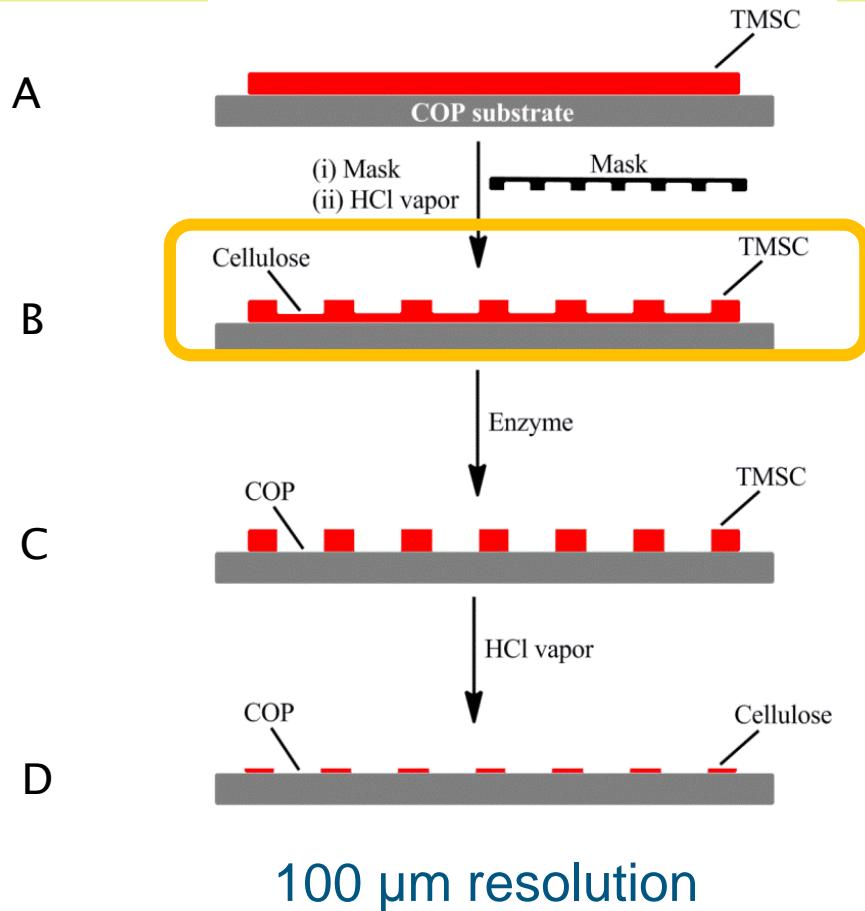 TMSC
A
COP substrate
(i) Mask
(ii) HCl vapor
Mask
Cellulose
TMSC
B
Enzyme
COP
TMSC
C
HCl vapor
COP
Cellulose
D
100 µm resolution